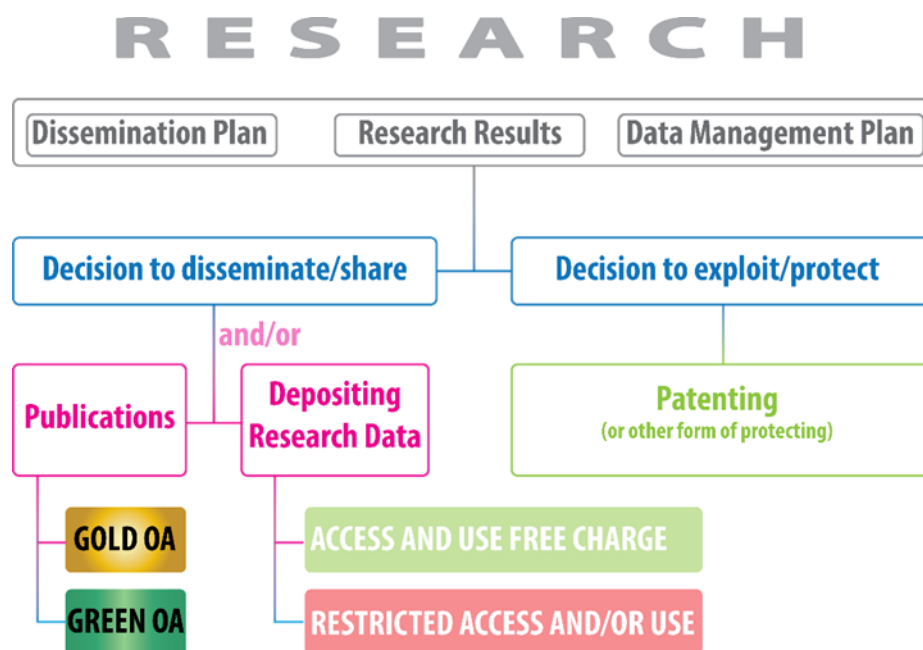 RESEARCH
Dissemination Plan
Research Results
Data Management Plan
Decision to disseminate/share
Decision to exploit/protect
and/or
Publications
Depositing
Research Data
Patenting
(or other form of protecting)
GOLD OA
ACCESS AND USE FREE CHARGE
GREEN OA
RESTRICTED ACCESS AND/OR USE